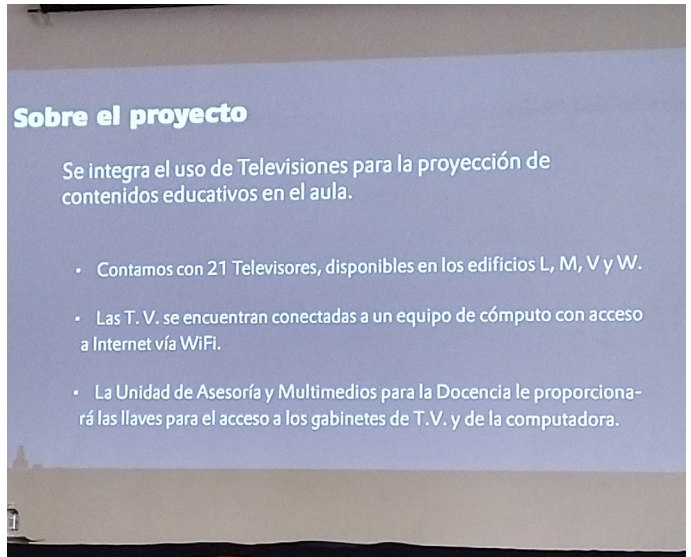 Sobre el proyecto
Se integra el uso de Televisiones para la proyección de
contenidos educativos en el aula.
• Contamos con 21 Televisores, disponibles en los edificios L, M, V y W.
• Las T. V. se encuentran conectadas a un equipo de cómputo con acceso
a Internet vía WiFi.
• La Unidad de Asesoría y Multimedios para la Docencia le proporciona-
rá las llaves para el acceso a los gabinetes de T.V. y de la computadora.